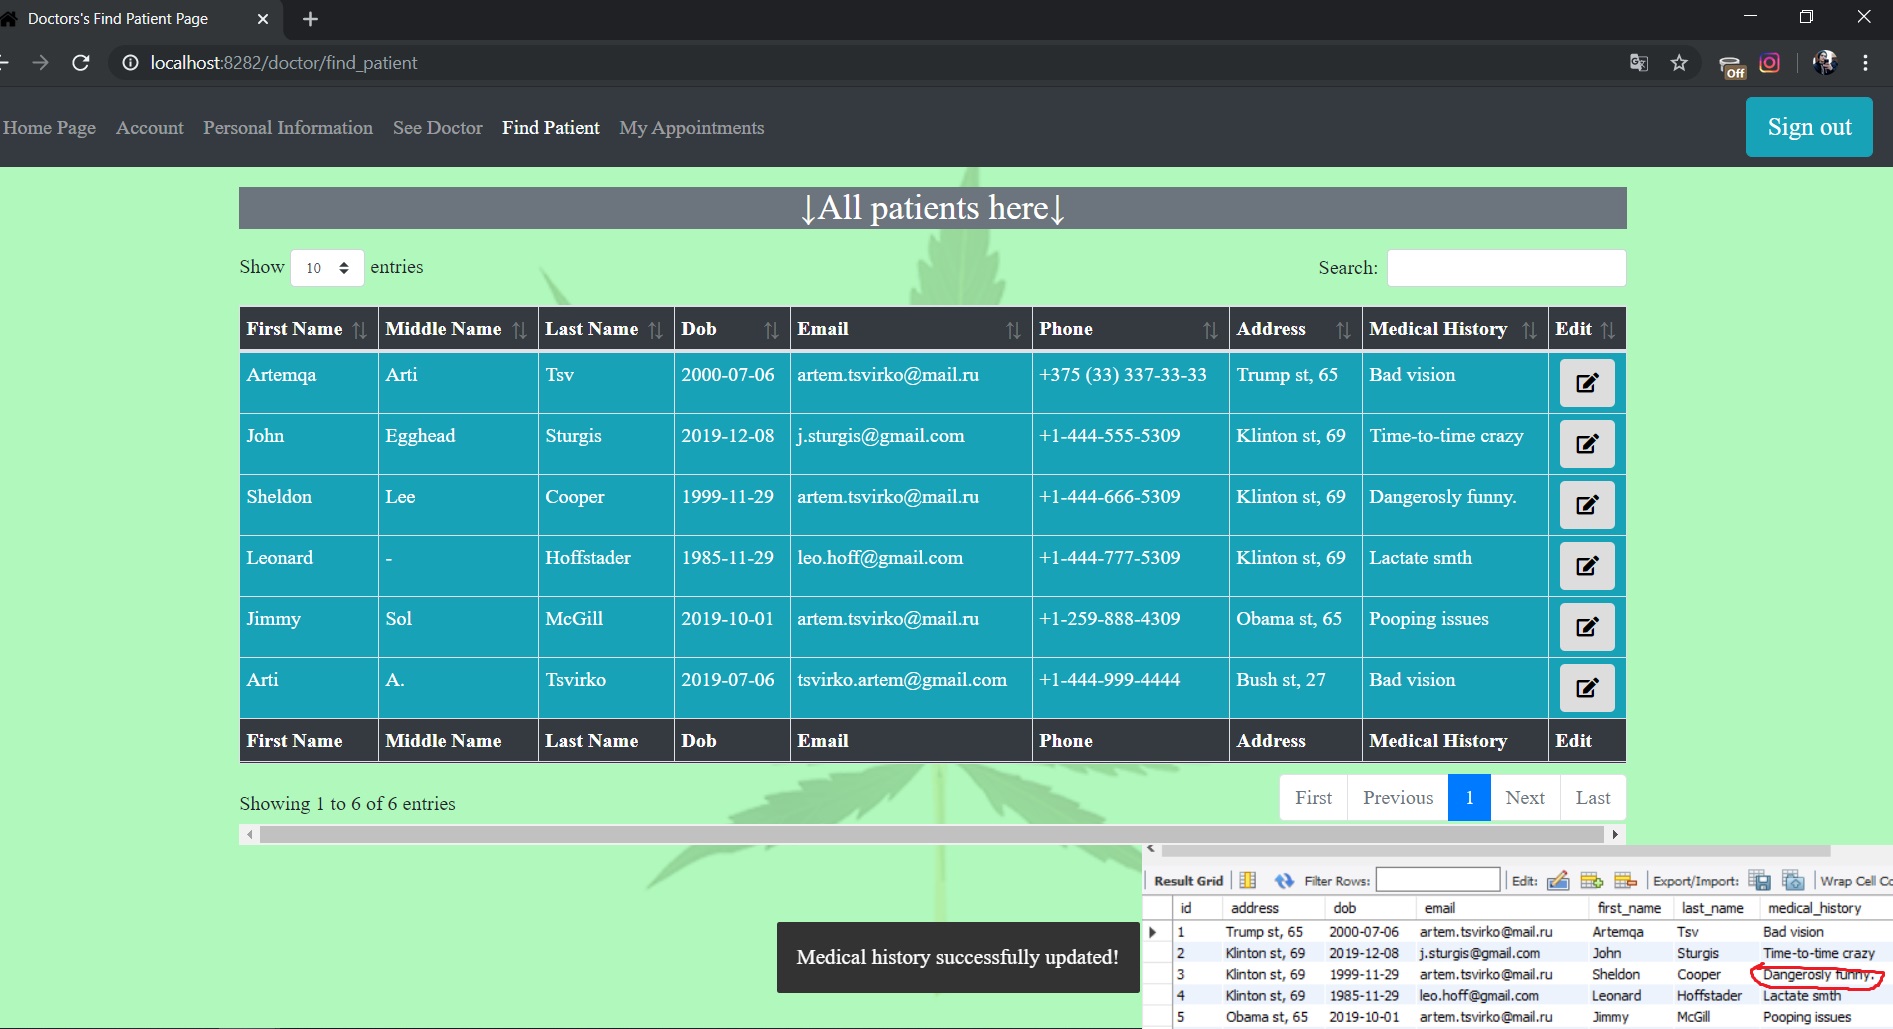 Doctors's Find Patient Page
localhost:8282/doctor/find_patient
Off
Home Page Account Personal Information See Doctor Find Patient My Appointments Sign out
↓All patients here↓
Show 10 entries Search:
First Name Middle Name Last Name Dob Email Phone Address Medical History Edit
Artemqa Arti Tsv 2000-07-06 artem.tsvirko@mail.ru +375 (33) 337-33-33 Trump st, 65 Bad vision
John Egghead Sturgis 2019-12-08 j.sturgis@gmail.com +1-444-555-5309 Klinton st, 69 Time-to-time crazy
Sheldon Lee Cooper 1999-11-29 artem.tsvirko@mail.ru +1-444-666-5309 Klinton st, 69 Dangerosly funny.
Leonard - Hoffstader 1985-11-29 leo.hoff@gmail.com +1-444-777-5309 Klinton st, 69 Lactate smth
Jimmy Sol McGill 2019-10-01 artem.tsvirko@mail.ru +1-259-888-4309 Obama st, 65 Pooping issues
Arti A. Tsvirko 2019-07-06 tsvirko.artem@gmail.com +1-444-999-4444 Bush st, 27 Bad vision
First Name Middle Name Last Name Dob Email Phone Address Medical History Edit
Showing 1 to 6 of 6 entries First Previous 1 Next Last
Medical history successfully updated!
Result Grid Filter Rows: Edit: Export/Import: Wrap Cell Co
id address dob email first_name last_name medical_history
1 Trump st, 65 2000-07-06 artem.tsvirko@mail.ru Artemqa Tsv Bad vision
2 Klinton st, 69 2019-12-08 j.sturgis@gmail.com John Sturgis Time-to-time crazy
3 Klinton st, 69 1999-11-29 artem.tsvirko@mail.ru Sheldon Cooper Dangerosly funny.
4 Klinton st, 69 1985-11-29 leo.hoff@gmail.com Leonard Hoffstader Lactate smth
5 Obama st, 65 2019-10-01 artem.tsvirko@mail.ru Jimmy McGill Pooping issues